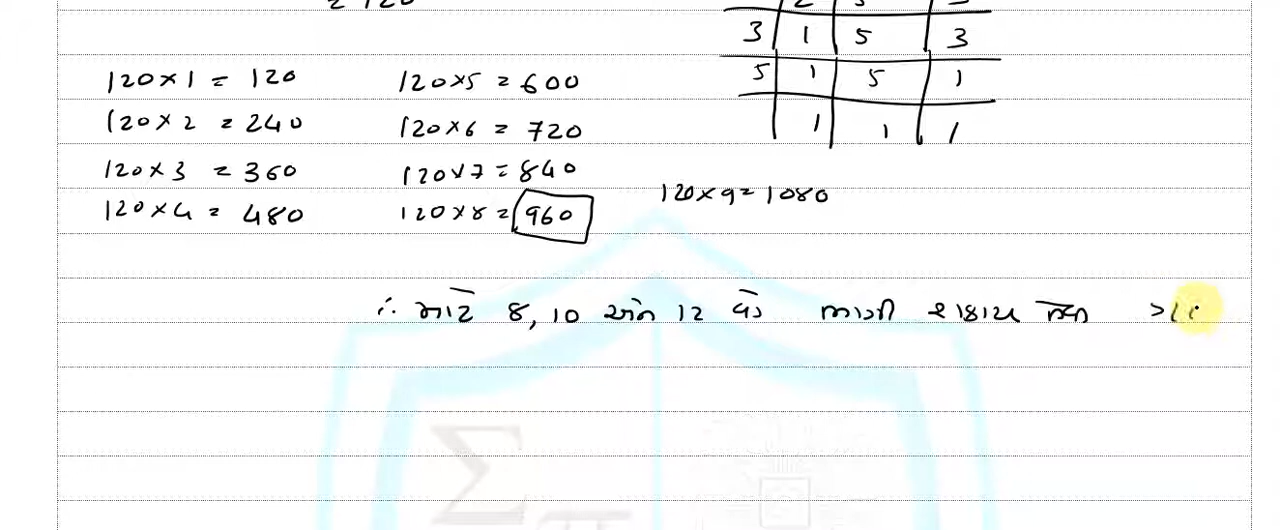 = 120
3 | 1 | 5 | 3
5 | 1 | 5 | 1
1 | 1 | 1
120×1 = 120 120×5 = 600
120×2 = 240 120×6 = 720
120×3 = 360 120×7 = 840
120×4 = 480 120×8 = 960 120×9 = 1080
∴ માટે 8, 10 અને 12 વડે ભાગી શકાય તેવી
Σ
π